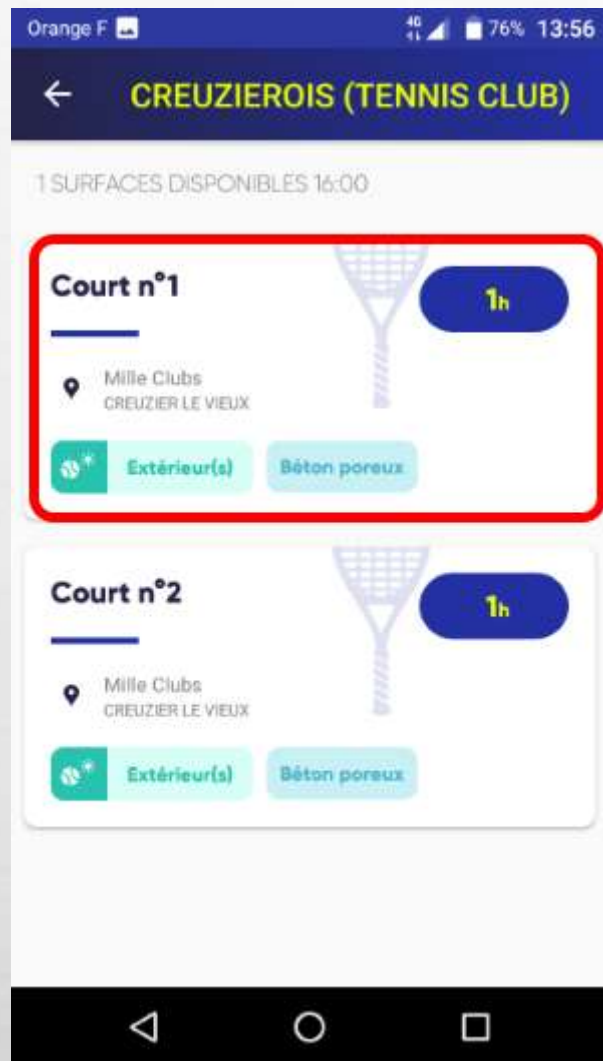 Orange F 4G 76% 13:56
CREUZIEROIS (TENNIS CLUB)
1 SURFACES DISPONIBLES 16:00
Court n°1
1h
Mille Clubs
CREUZIER LE VIEUX
Extérieur(s) Béton poreux
Court n°2
1h
Mille Clubs
CREUZIER LE VIEUX
Extérieur(s) Béton poreux